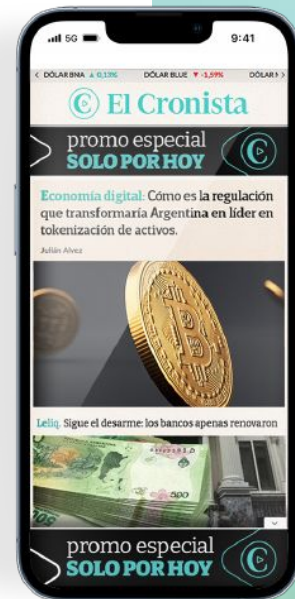 5G 9:41
DÓLAR BNA ▲ 0,13% DÓLAR BLUE ▼ -1,59% DÓLAR
El Cronista
promo especial
SOLO POR HOY
Economía digital: Cómo es la regulación
que transformaría Argentina en líder en
tokenización de activos.
Julián Alvez
Leliq. Sigue el desarme: los bancos apenas renovaron
500
promo especial
SOLO POR HOY